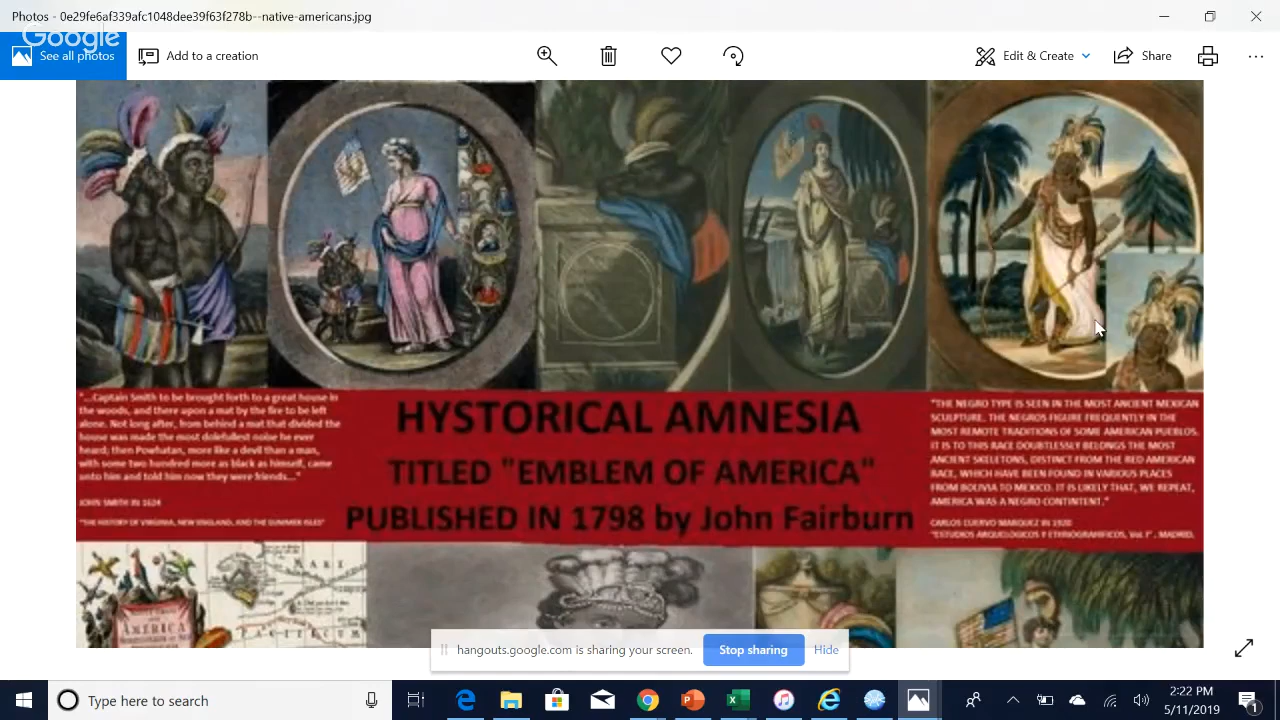 Photos - 0e29fe6af339afc1048dee39f63f278b--native-americans.jpg
Google
See all photos
Add to a creation
Edit & Create
Share
"...Captain Smith to be brought forth to a great house in
the woods, and there upon a mat by the fire to be left
alone. Not long after, from behind a mat that divided the
house was made the most dolefullest noise he ever
heard; then Powhatan, more like a devil than a man,
with some two hundred more as black as himself, came
unto him and told him now they were friends..."
JOHN SMITH IN 1624
"THE HISTORY OF VIRGINIA, NEW ENGLAND, AND THE SUMMER ISLES"
HYSTORICAL AMNESIA
TITLED "EMBLEM OF AMERICA"
PUBLISHED IN 1798 by John Fairburn
"THE NEGRO TYPE IS SEEN IN THE MOST ANCIENT MEXICAN
SCULPTURE. THE NEGROS FIGURE FREQUENTLY IN THE
MOST REMOTE TRADITIONS OF SOME AMERICAN PUEBLOS.
IT IS TO THIS RACE DOUBTLESSLY BELONGS THE MOST
ANCIENT SKELETONS, DISTINCT FROM THE RED AMERICAN
RACE, WHICH HAVE BEEN FOUND IN VARIOUS PLACES
FROM BOLIVIA TO MEXICO. IT IS LIKELY THAT, WE REPEAT,
AMERICA WAS A NEGRO CONTINTENT."
CARLOS CUERVO MARQUEZ IN 1920
"ESTUDIOS ARQUELOGICOS Y ETHNOGRAFIFICOS, Vol I". MADRID,
MARE
AMERICA
PACIFICUM
hangouts.google.com is sharing your screen.
Stop sharing
Hide
Type here to search
2:22 PM
5/11/2019
1